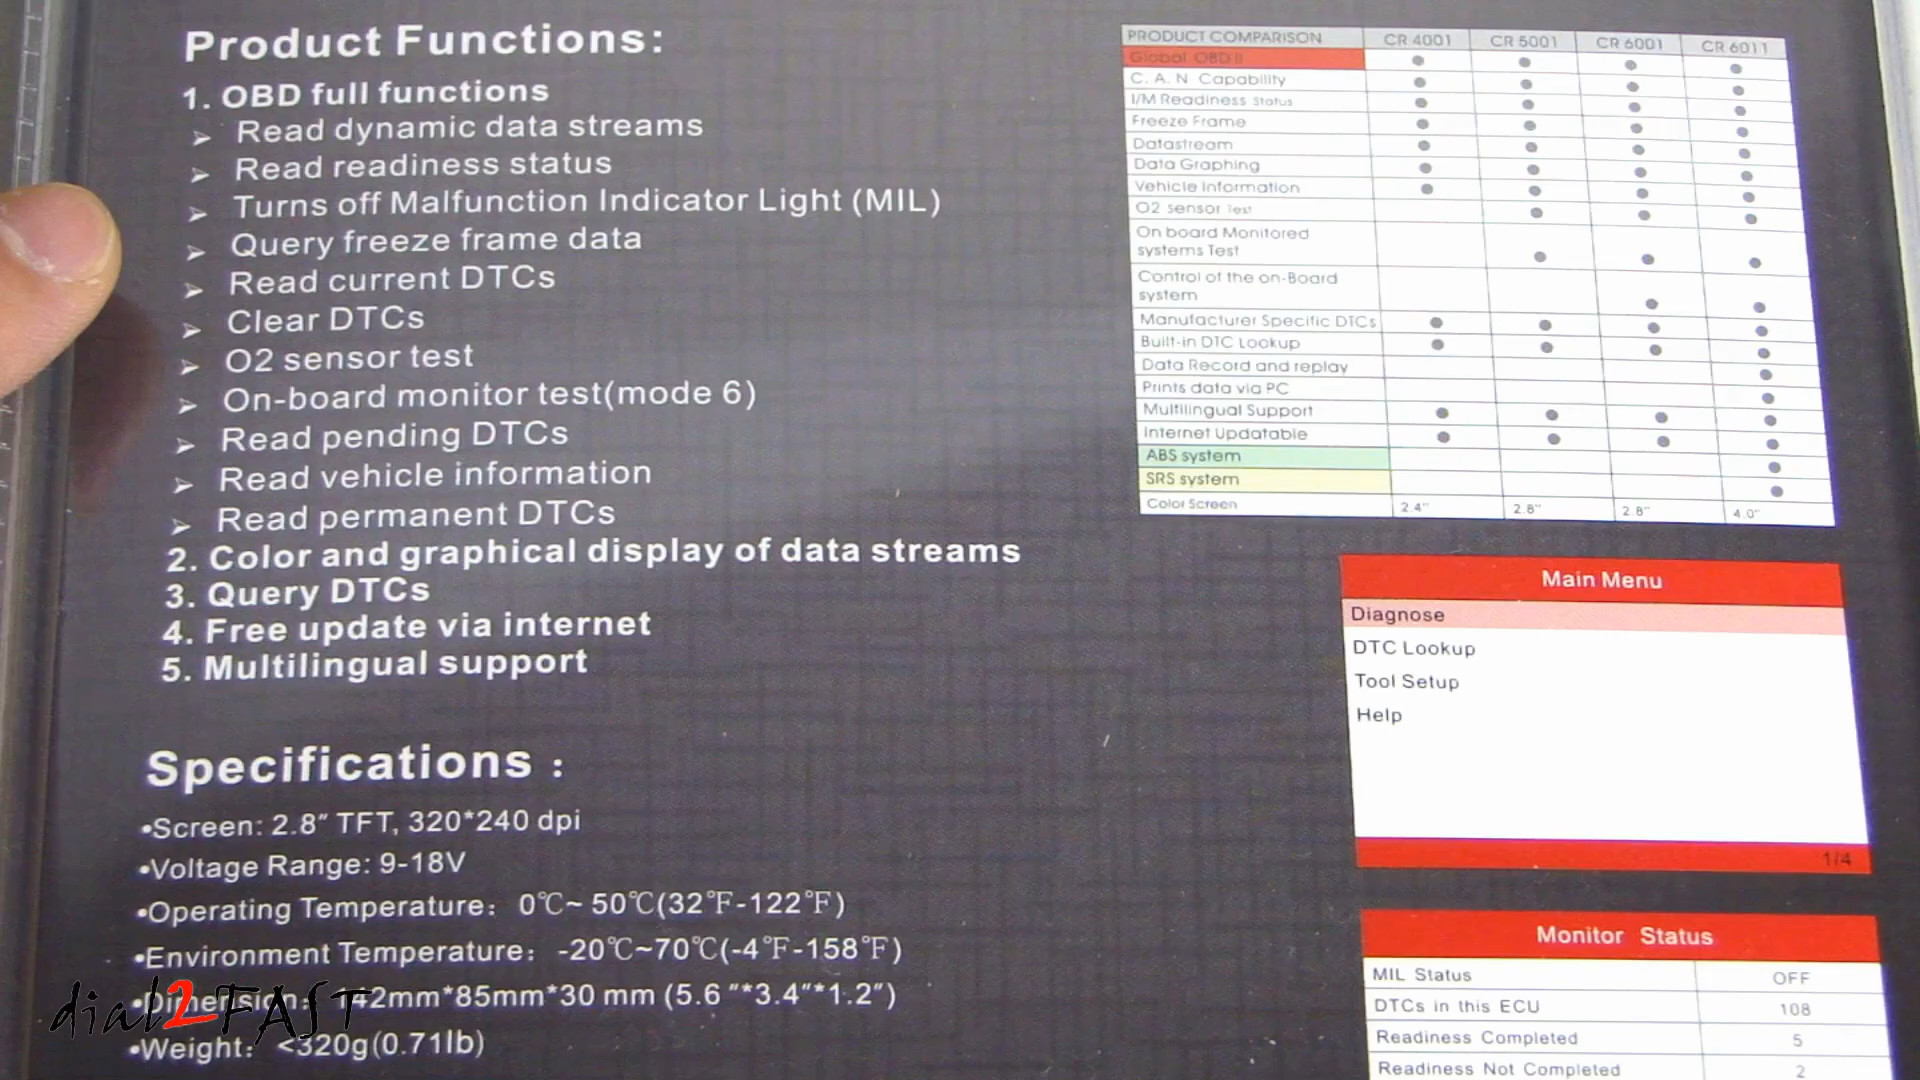 Product Functions:
1. OBD full functions
➢ Read dynamic data streams
➢ Read readiness status
➢ Turns off Malfunction Indicator Light (MIL)
➢ Query freeze frame data
➢ Read current DTCs
➢ Clear DTCs
➢ O2 sensor test
➢ On-board monitor test(mode 6)
➢ Read pending DTCs
➢ Read vehicle information
➢ Read permanent DTCs
2. Color and graphical display of data streams
3. Query DTCs
4. Free update via internet
5. Multilingual support
Specifications :
•Screen: 2.8" TFT, 320*240 dpi
•Voltage Range: 9-18V
•Operating Temperature: 0℃~ 50℃(32℉-122℉)
•Environment Temperature: -20℃~70℃(-4℉-158℉)
•Dimension: 2mm*85mm*30 mm (5.6 "*3.4"*1.2")
•Weight: <320g(0.71lb)
dial2FAST
PRODUCT COMPARISON CR 4001 CR 5001 CR 6001 CR 6011
Global OBD II ● ● ● ●
C. A. N Capability ● ● ● ●
I/M Readiness Status ● ● ● ●
Freeze Frame ● ● ● ●
Datastream ● ● ● ●
Data Graphing ● ● ● ●
Vehicle Information ● ● ● ●
O2 sensor Test ● ● ●
On board Monitored
systems Test ● ● ●
Control of the on-Board
system ● ●
Manufacturer Specific DTCs ● ● ● ●
Built-in DTC Lookup ● ● ● ●
Data Record and replay ●
Prints data via PC ●
Multilingual Support ● ● ● ●
Internet Updatable ● ● ● ●
ABS system ●
SRS system ●
Color Screen 2.4" 2.8" 2.8" 4.0"
Main Menu
Diagnose
DTC Lookup
Tool Setup
Help
1/4
Monitor Status
MIL Status OFF
DTCs in this ECU 108
Readiness Completed 5
Readiness Not Completed 2